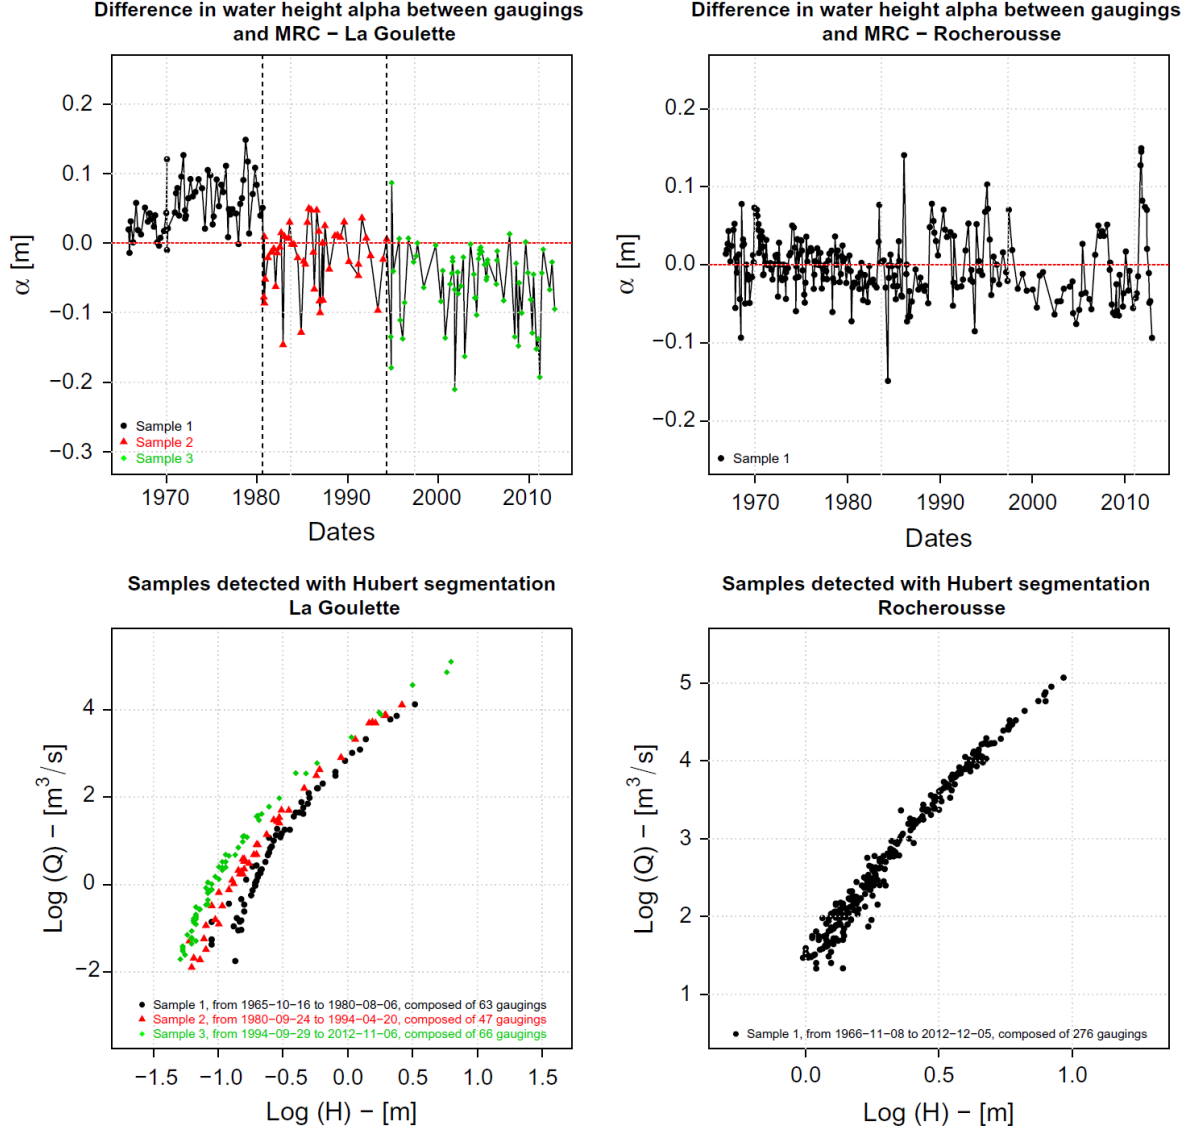 Difference in water height alpha between gaugings
and MRC − La Goulette
α [m]
0.2
0.1
0.0
−0.1
−0.2
−0.3
Sample 1
Sample 2
Sample 3
1970
1980
1990
2000
2010
Dates
Difference in water height alpha between gaugings
and MRC − Rocherousse
α [m]
0.2
0.1
0.0
−0.1
−0.2
Sample 1
1970
1980
1990
2000
2010
Dates
Samples detected with Hubert segmentation
La Goulette
Log (Q) − [m³/s]
4
2
0
−2
Sample 1, from 1965−10−16 to 1980−08−06, composed of 63 gaugings
Sample 2, from 1980−09−24 to 1994−04−20, composed of 47 gaugings
Sample 3, from 1994−09−29 to 2012−11−06, composed of 66 gaugings
−1.5
−1.0
−0.5
0.0
0.5
1.0
1.5
Log (H) − [m]
Samples detected with Hubert segmentation
Rocherousse
Log (Q) − [m³/s]
5
4
3
2
1
Sample 1, from 1966−11−08 to 2012−12−05, composed of 276 gaugings
0.0
0.5
1.0
Log (H) − [m]